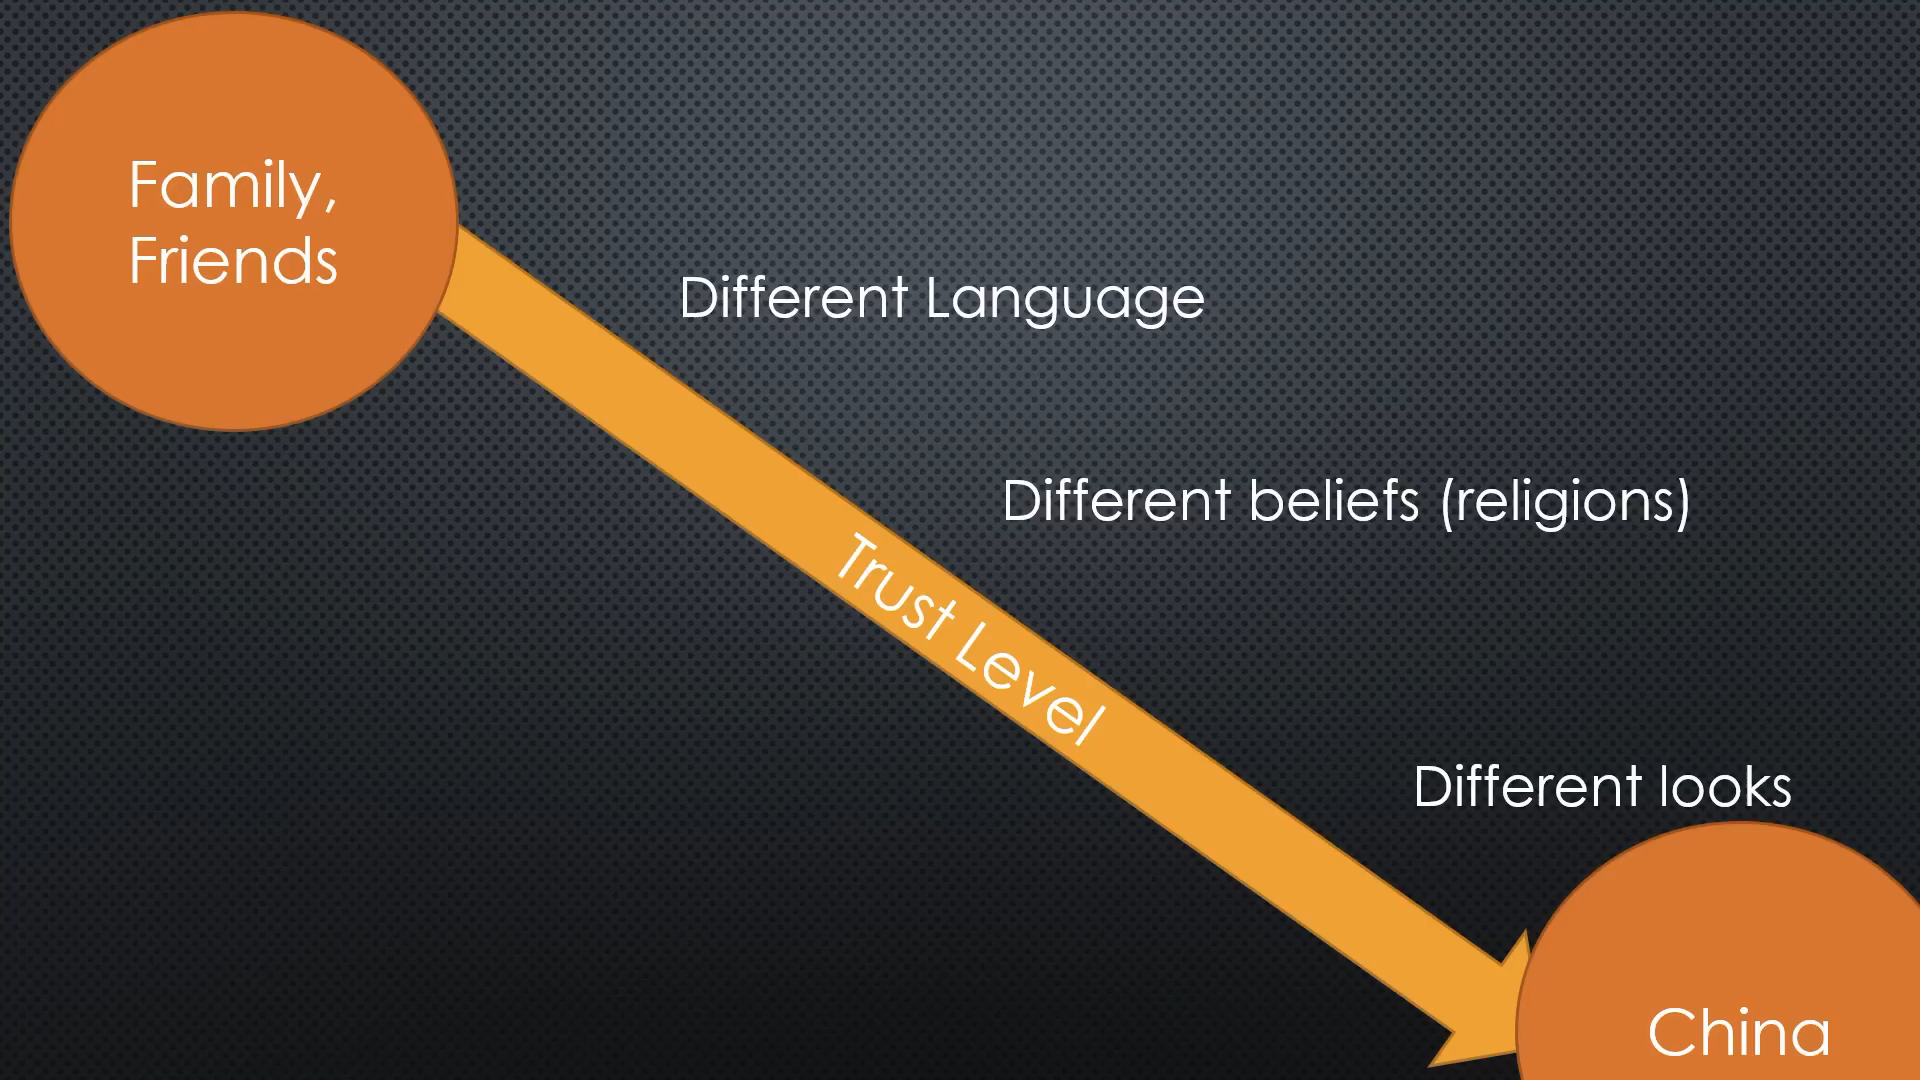 Family,
Friends
Different Language
Different beliefs (religions)
Trust Level
Different looks
China